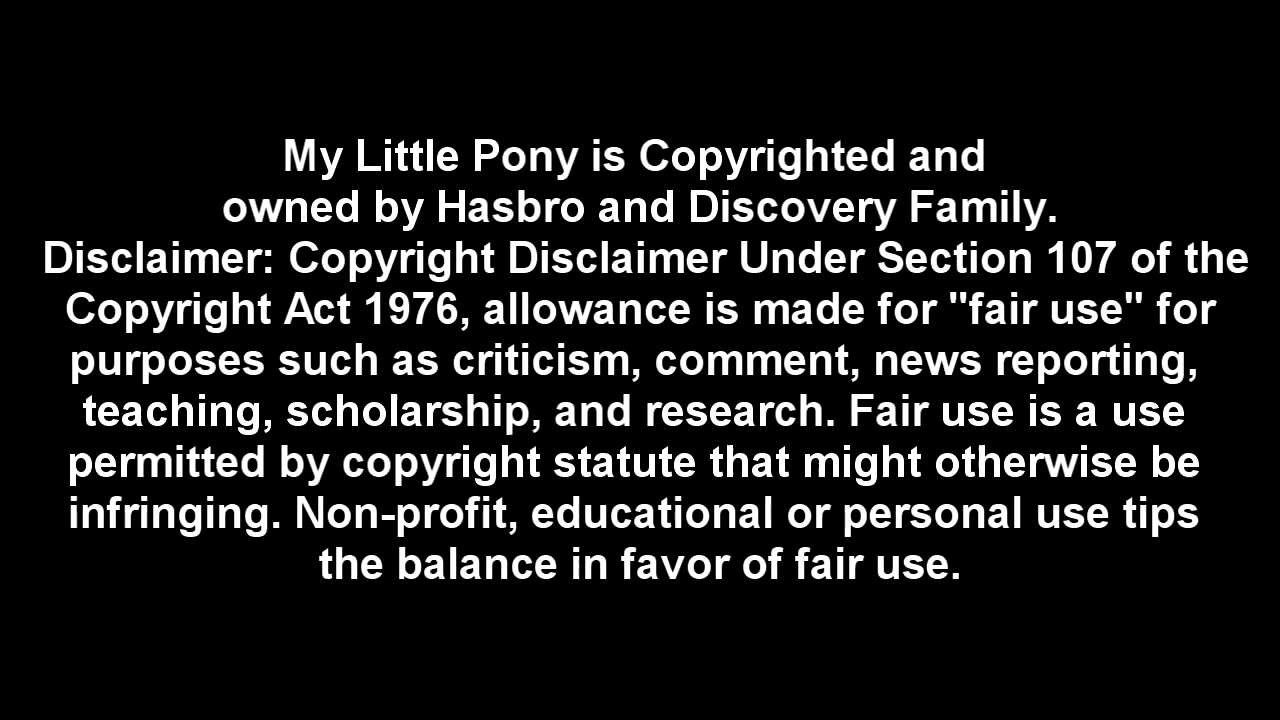 My Little Pony is Copyrighted and
owned by Hasbro and Discovery Family.
Disclaimer: Copyright Disclaimer Under Section 107 of the
Copyright Act 1976, allowance is made for "fair use" for
purposes such as criticism, comment, news reporting,
teaching, scholarship, and research. Fair use is a use
permitted by copyright statute that might otherwise be
infringing. Non-profit, educational or personal use tips
the balance in favor of fair use.